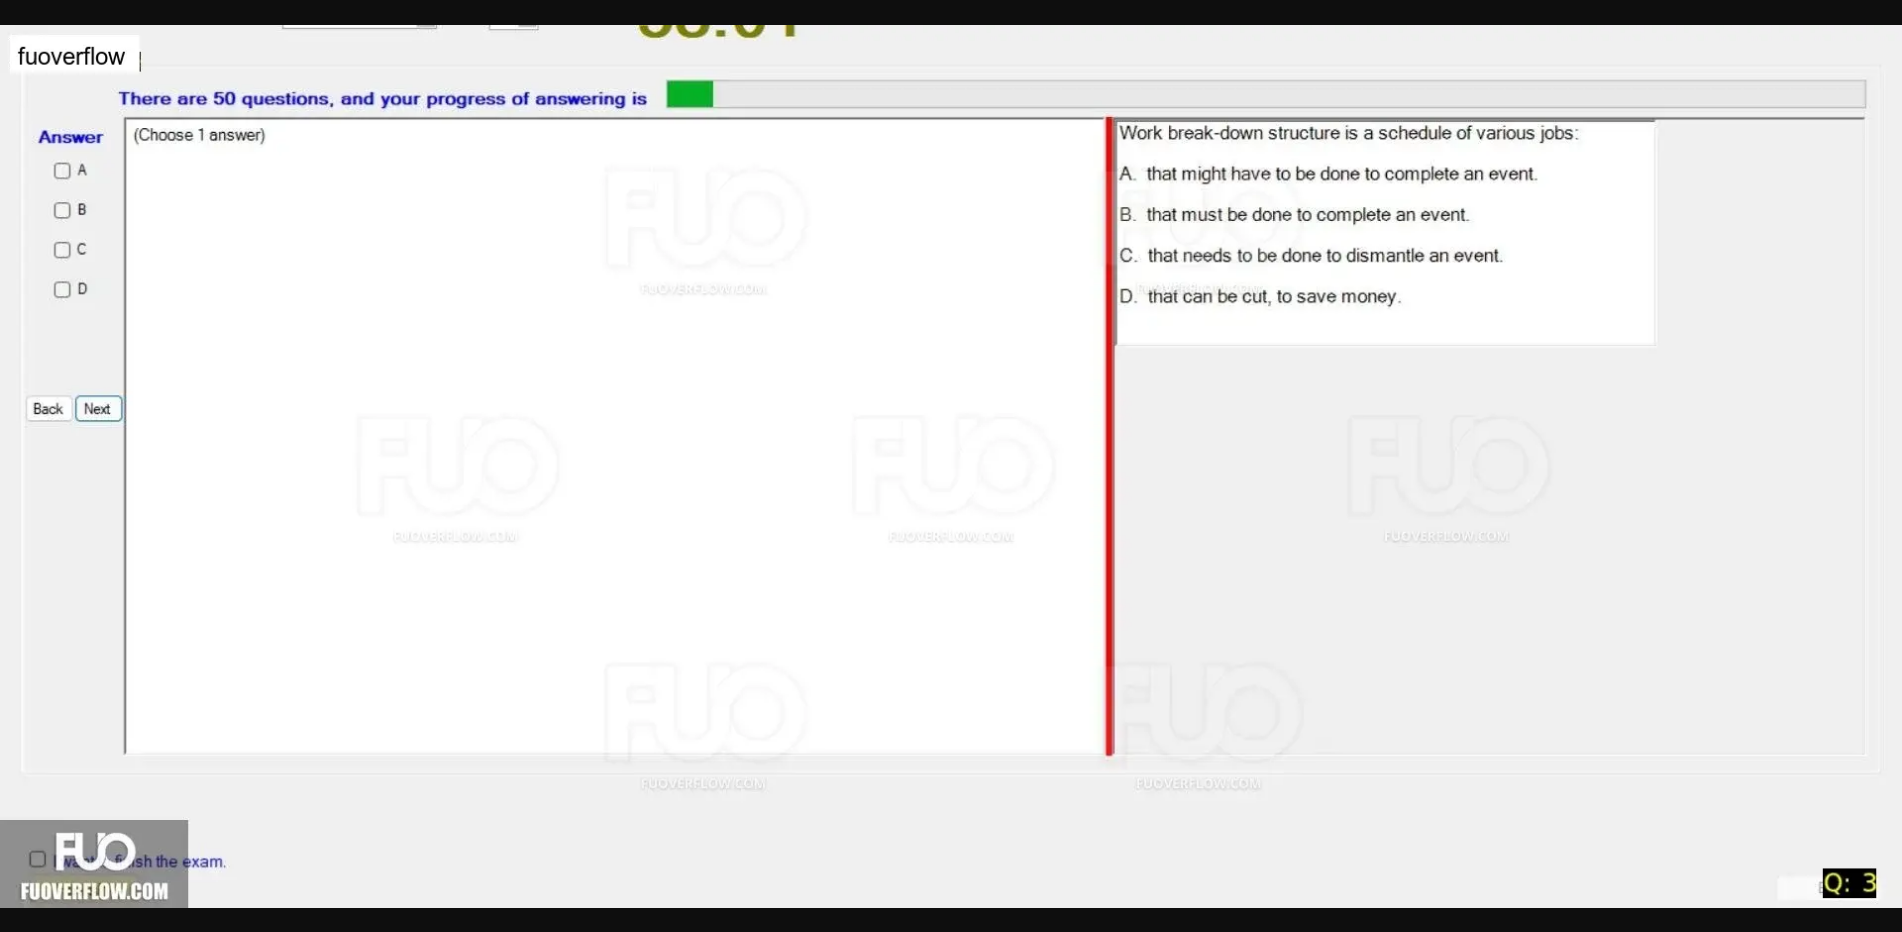 fuoverflow
There are 50 questions, and your progress of answering is
Answer
(Choose 1 answer)
A
B
C
D
Back Next
Work break-down structure is a schedule of various jobs:
A. that might have to be done to complete an event.
B. that must be done to complete an event.
C. that needs to be done to dismantle an event.
D. that can be cut, to save money.
FUO
FUOVERFLOW.COM
FUO
FUOVERFLOW.COM
FUO
FUOVERFLOW.COM
FUO
FUOVERFLOW.COM
FUO
FUOVERFLOW.COM
FUO
FUOVERFLOW.COM
FUO
FUOVERFLOW.COM
the exam.
FUO
FUOVERFLOW.COM
Q: 3